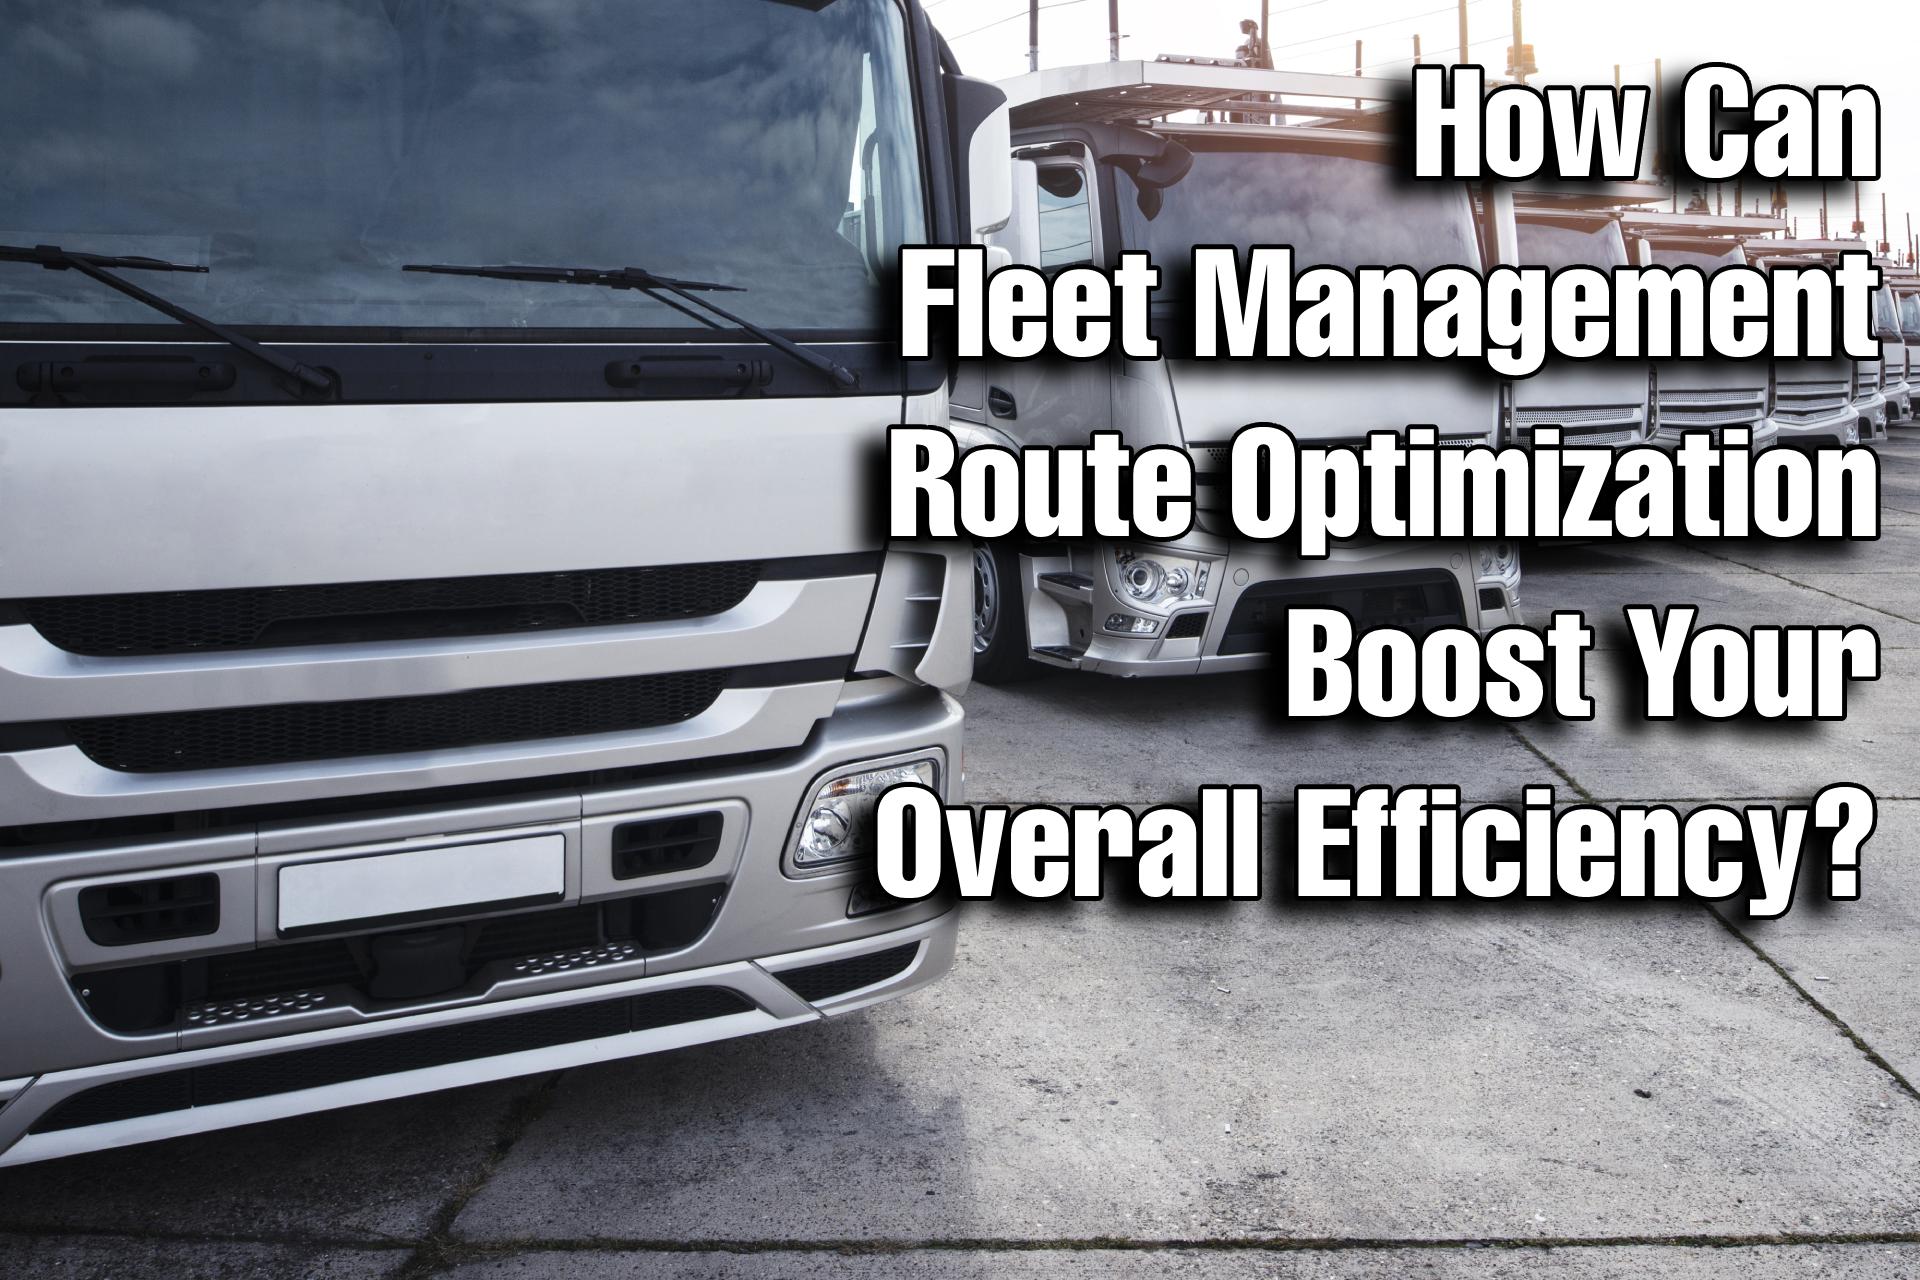 How Can
Fleet Management
Route Optimization
Boost Your
Overall Efficiency?